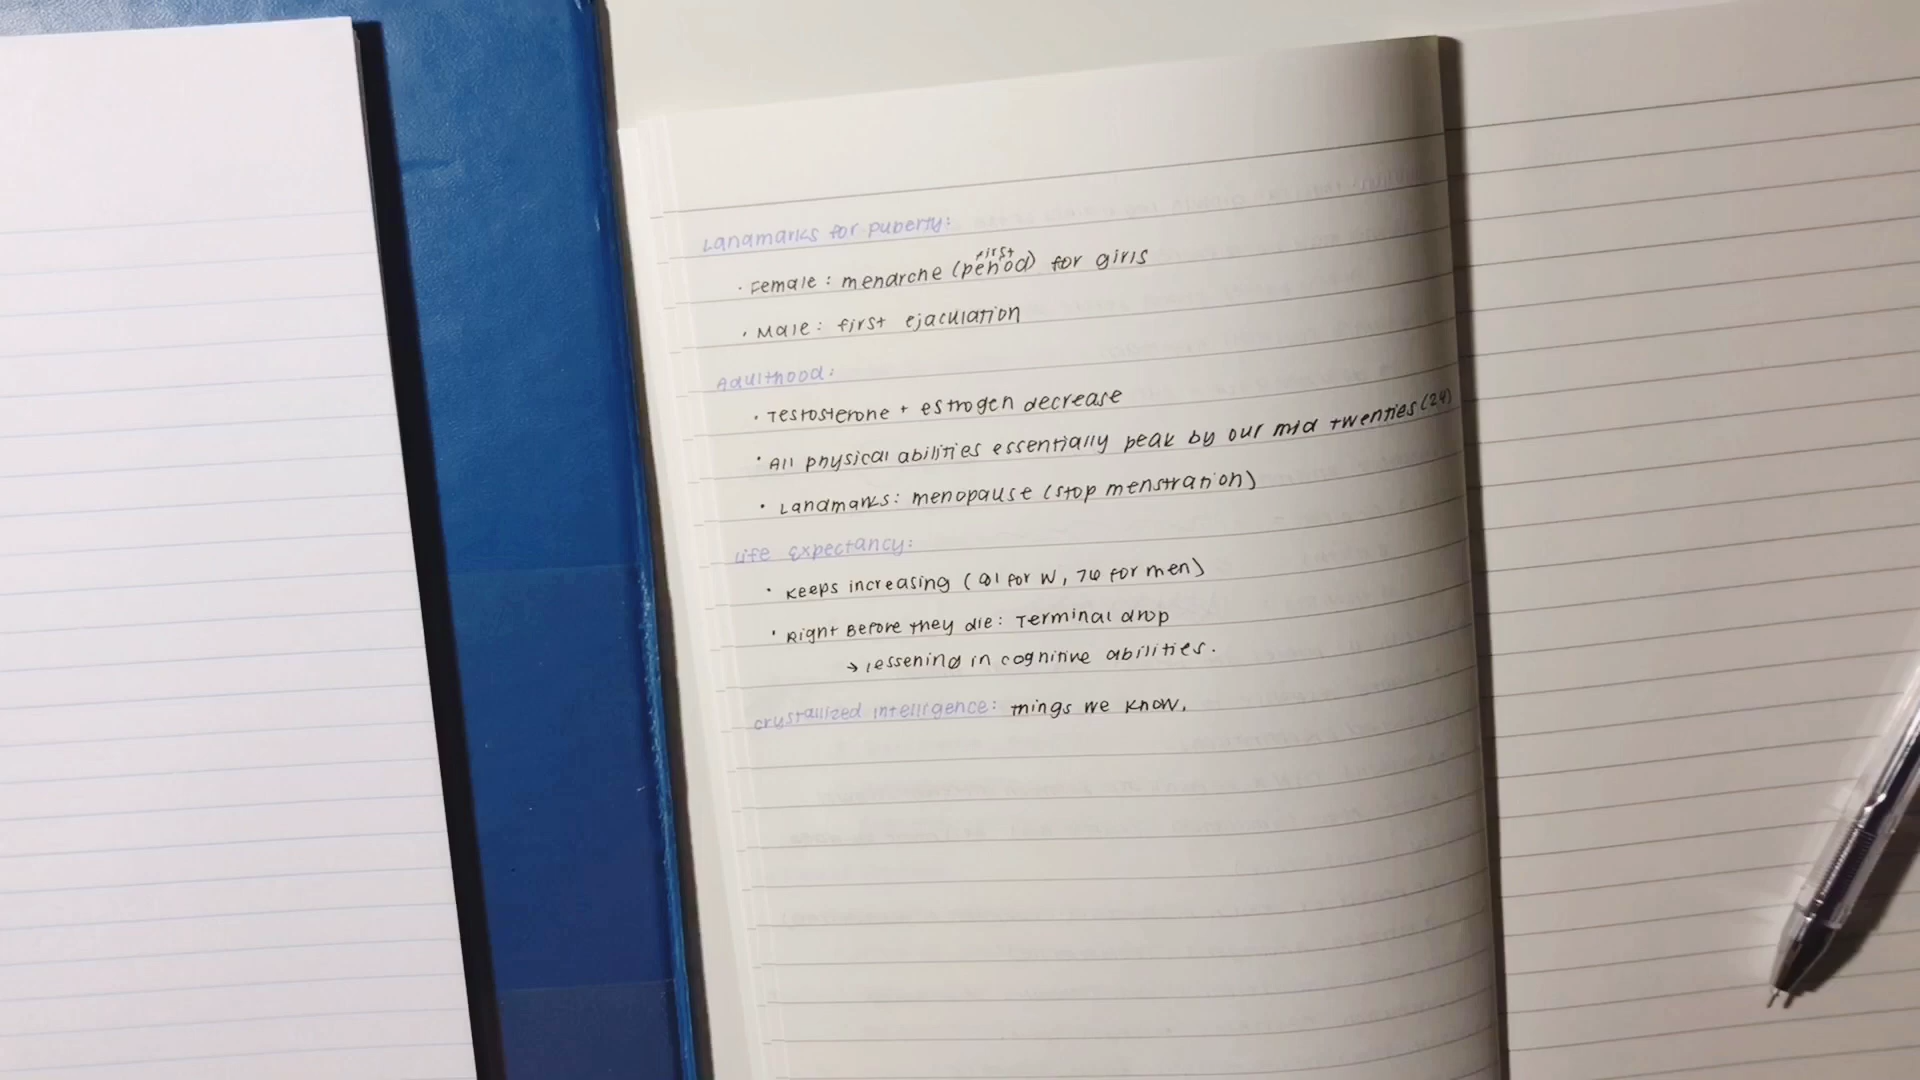 Landmarks for puberty:
first
· Female: menarche (period) for girls
· Male: first ejaculation
Adulthood:
· Testosterone + estrogen decrease
· All physical abilities essentially peak by our mid twenties (24)
· Landmarks: menopause (stop menstration)
Life expectancy:
· Keeps increasing (81 for W, 76 for men)
· Right Before they die: Terminal drop
→ lessening in cognitive abilities.
crystallized intelligence: things we know.